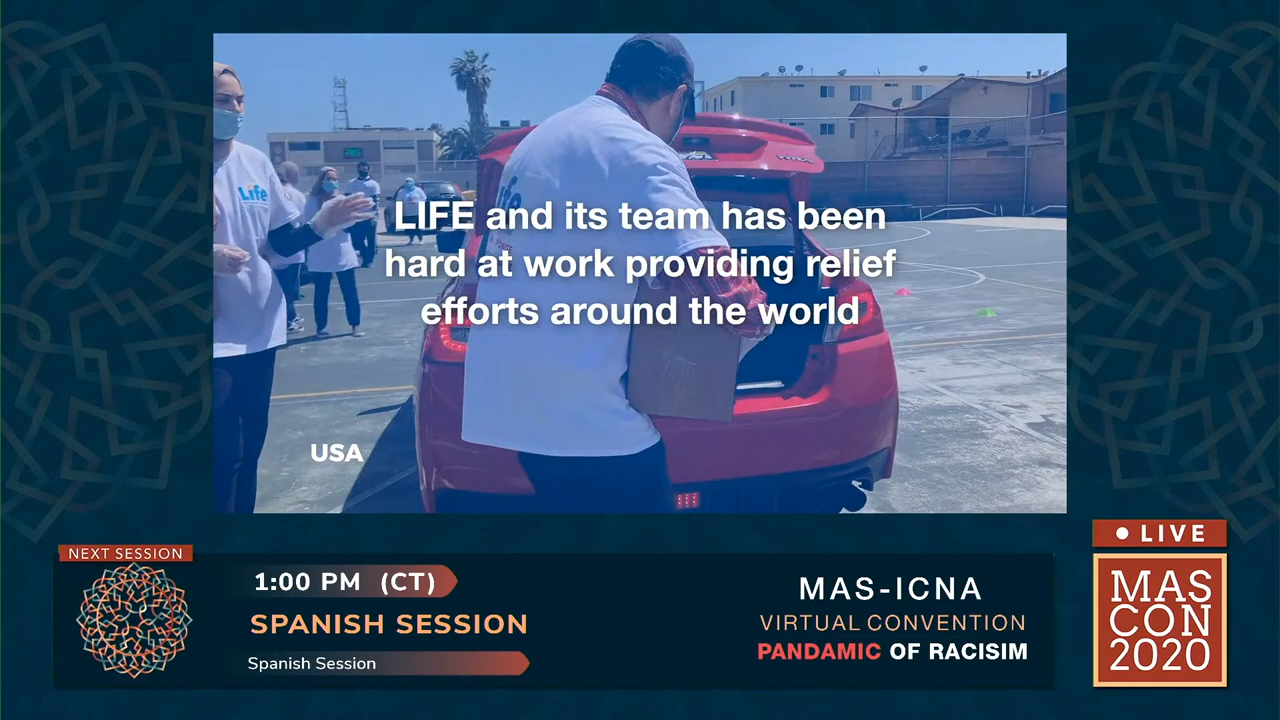 Life
LIFE and its team has been
hard at work providing relief
efforts around the world
USA
NEXT SESSION
1:00 PM (CT)
SPANISH SESSION
Spanish Session
MAS-ICNA
VIRTUAL CONVENTION
PANDAMIC OF RACISIM
LIVE
MAS
CON
2020